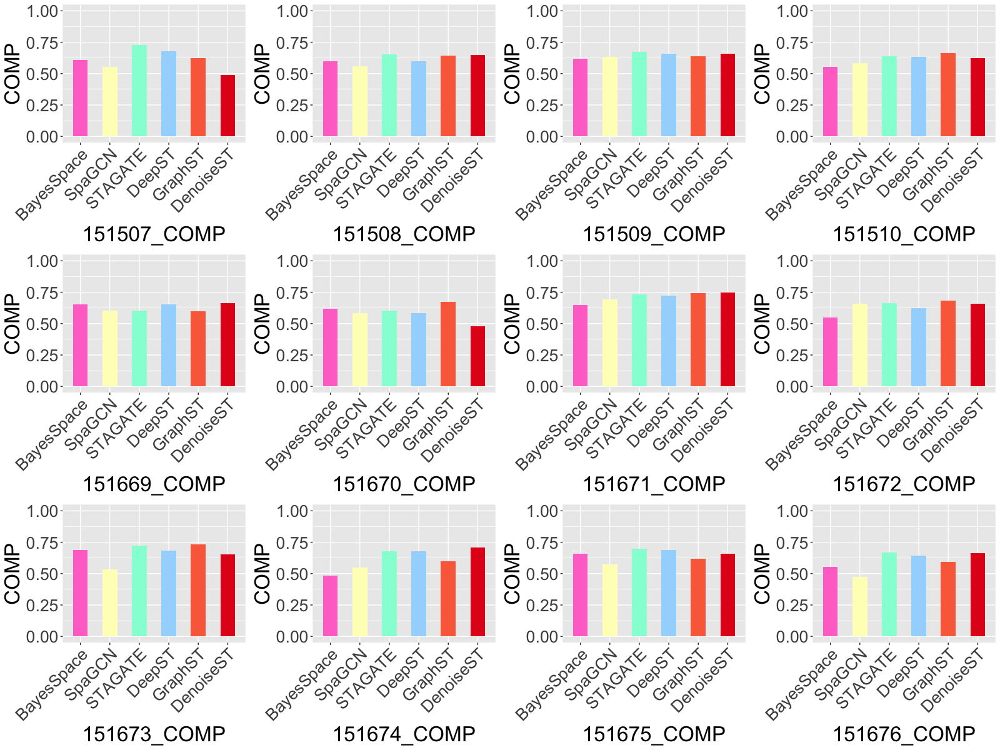 COMP
1.00
0.75
0.50
0.25
0.00
BayesSpace
SpaGCN
STAGATE
DeepST
GraphST
DenoiseST
151507_COMP
COMP
1.00
0.75
0.50
0.25
0.00
BayesSpace
SpaGCN
STAGATE
DeepST
GraphST
DenoiseST
151508_COMP
COMP
1.00
0.75
0.50
0.25
0.00
BayesSpace
SpaGCN
STAGATE
DeepST
GraphST
DenoiseST
151509_COMP
COMP
1.00
0.75
0.50
0.25
0.00
BayesSpace
SpaGCN
STAGATE
DeepST
GraphST
DenoiseST
151510_COMP
COMP
1.00
0.75
0.50
0.25
0.00
BayesSpace
SpaGCN
STAGATE
DeepST
GraphST
DenoiseST
151669_COMP
COMP
1.00
0.75
0.50
0.25
0.00
BayesSpace
SpaGCN
STAGATE
DeepST
GraphST
DenoiseST
151670_COMP
COMP
1.00
0.75
0.50
0.25
0.00
BayesSpace
SpaGCN
STAGATE
DeepST
GraphST
DenoiseST
151671_COMP
COMP
1.00
0.75
0.50
0.25
0.00
BayesSpace
SpaGCN
STAGATE
DeepST
GraphST
DenoiseST
151672_COMP
COMP
1.00
0.75
0.50
0.25
0.00
BayesSpace
SpaGCN
STAGATE
DeepST
GraphST
DenoiseST
151673_COMP
COMP
1.00
0.75
0.50
0.25
0.00
BayesSpace
SpaGCN
STAGATE
DeepST
GraphST
DenoiseST
151674_COMP
COMP
1.00
0.75
0.50
0.25
0.00
BayesSpace
SpaGCN
STAGATE
DeepST
GraphST
DenoiseST
151675_COMP
COMP
1.00
0.75
0.50
0.25
0.00
BayesSpace
SpaGCN
STAGATE
DeepST
GraphST
DenoiseST
151676_COMP